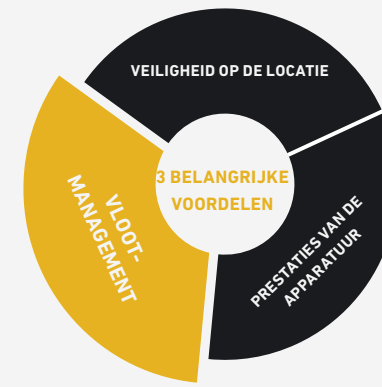 VEILIGHEID OP DE LOCATIE
3 BELANGRIJKE
VOORDELEN
VLOOT-
MANAGEMENT
PRESTATIES VAN DE
APPARATUUR